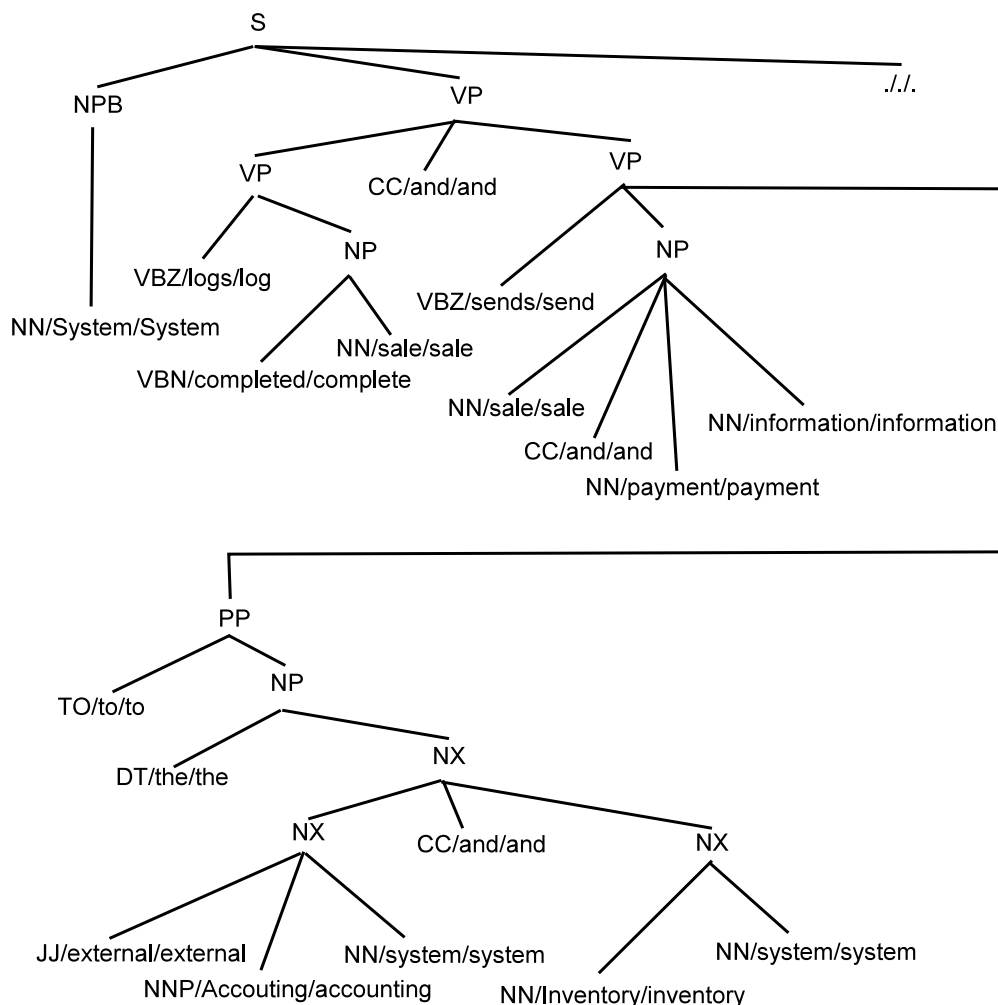 S
NPB
VP
././.
VP
CC/and/and
VP
VBZ/logs/log
NP
VBZ/sends/send
NP
NN/System/System
VBN/completed/complete
NN/sale/sale
NN/sale/sale
CC/and/and
NN/payment/payment
NN/information/information
PP
TO/to/to
NP
DT/the/the
NX
NX
CC/and/and
NX
JJ/external/external
NNP/Accouting/accounting
NN/system/system
NN/Inventory/inventory
NN/system/system